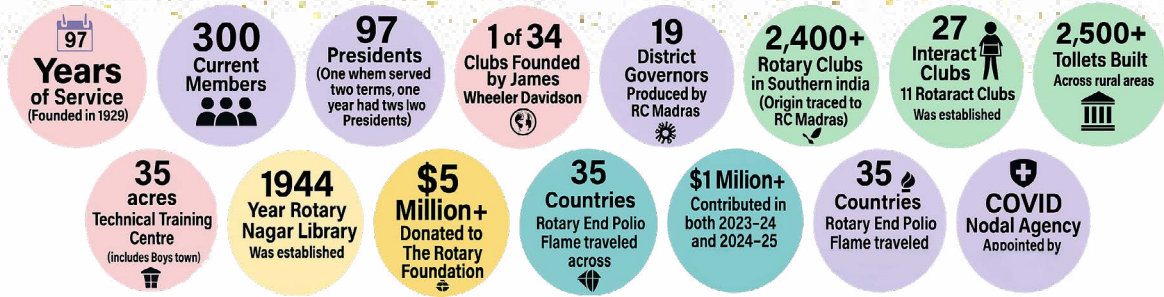 97
Years
of Service
(Founded in 1929)
300
Current
Members
97
Presidents
(One whem served
two terms, one
year had tws lwo
Presidents)
1 of 34
Clubs Founded
by James
Wheeler Davidson
19
District
Governors
Produced by
RC Madras
2,400+
Rotary Clubs
in Southern india
(Origin traced to
RC Madras)
27
Interact
Clubs
11 Rotaract Clubs
Was established
2,500+
Tollets Built
Across rural areas
35
acres
Technical Training
Centre
(includes Boys town)
1944
Year Rotary
Nagar Library
Was established
$5
Million+
Donated to
The Rotary
Foundation
35
Countries
Rotary End Polio
Flame traveled
across
$1 Milion+
Contributed in
both 2023-24
and 2024-25
35
Countries
Rotary End Polio
Flame traveled
COVID
Nodal Agency
Appointed by